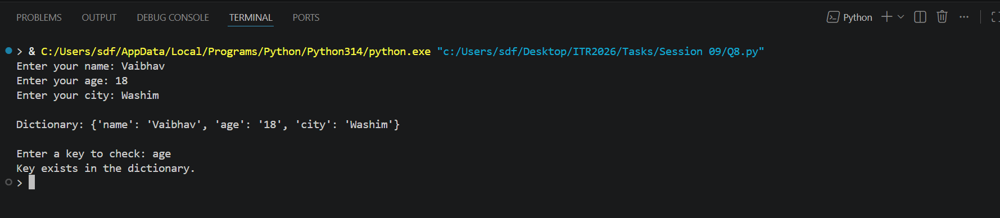 PROBLEMS OUTPUT DEBUG CONSOLE TERMINAL PORTS Python
> & C:/Users/sdf/AppData/Local/Programs/Python/Python314/python.exe "c:/Users/sdf/Desktop/ITR2026/Tasks/Session 09/Q8.py"
Enter your name: Vaibhav
Enter your age: 18
Enter your city: Washim
Dictionary: {'name': 'Vaibhav', 'age': '18', 'city': 'Washim'}
Enter a key to check: age
Key exists in the dictionary.
>